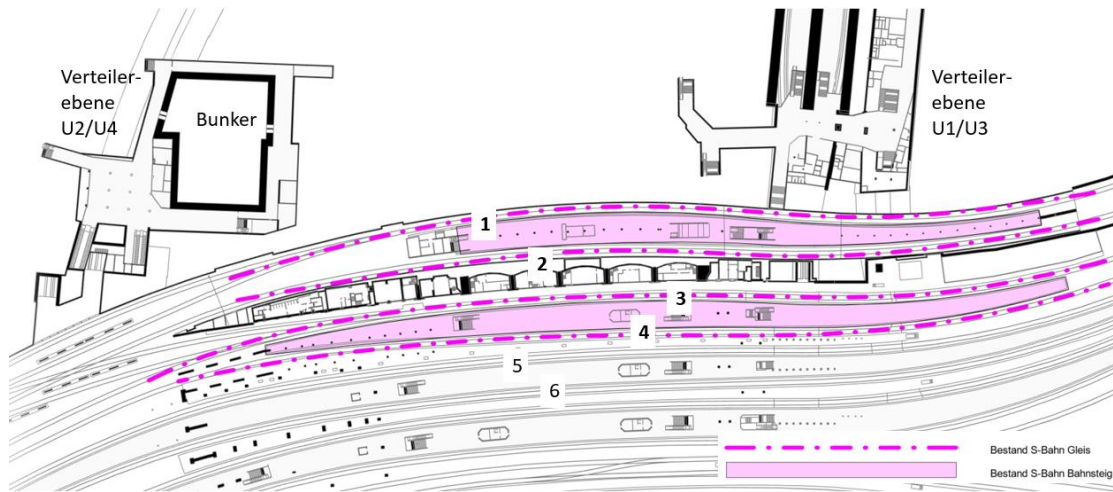 Verteiler-
ebene
U2/U4
Bunker
Verteiler-
ebene
U1/U3
1
2
3
4
5
6
Bestand S-Bahn Gleis
Bestand S-Bahn Bahnsteig